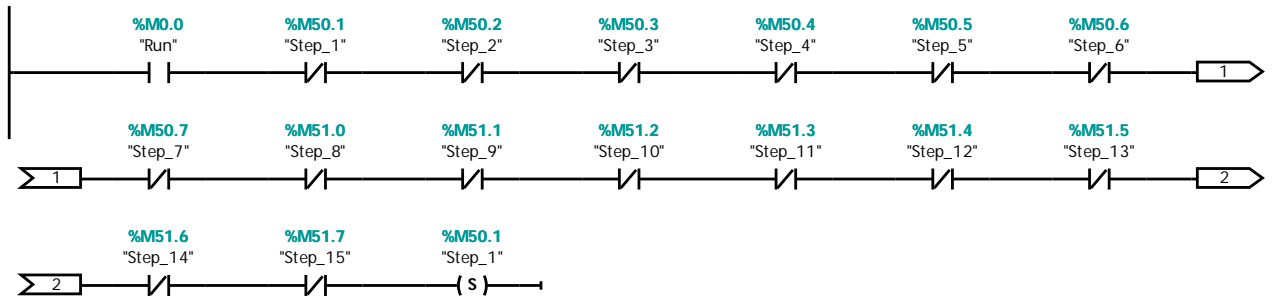 %M0.0 %M50.1 %M50.2 %M50.3 %M50.4 %M50.5 %M50.6
"Run" "Step_1" "Step_2" "Step_3" "Step_4" "Step_5" "Step_6"
1
%M50.7 %M51.0 %M51.1 %M51.2 %M51.3 %M51.4 %M51.5
"Step_7" "Step_8" "Step_9" "Step_10" "Step_11" "Step_12" "Step_13"
1 2
%M51.6 %M51.7 %M50.1
"Step_14" "Step_15" "Step_1"
2 S